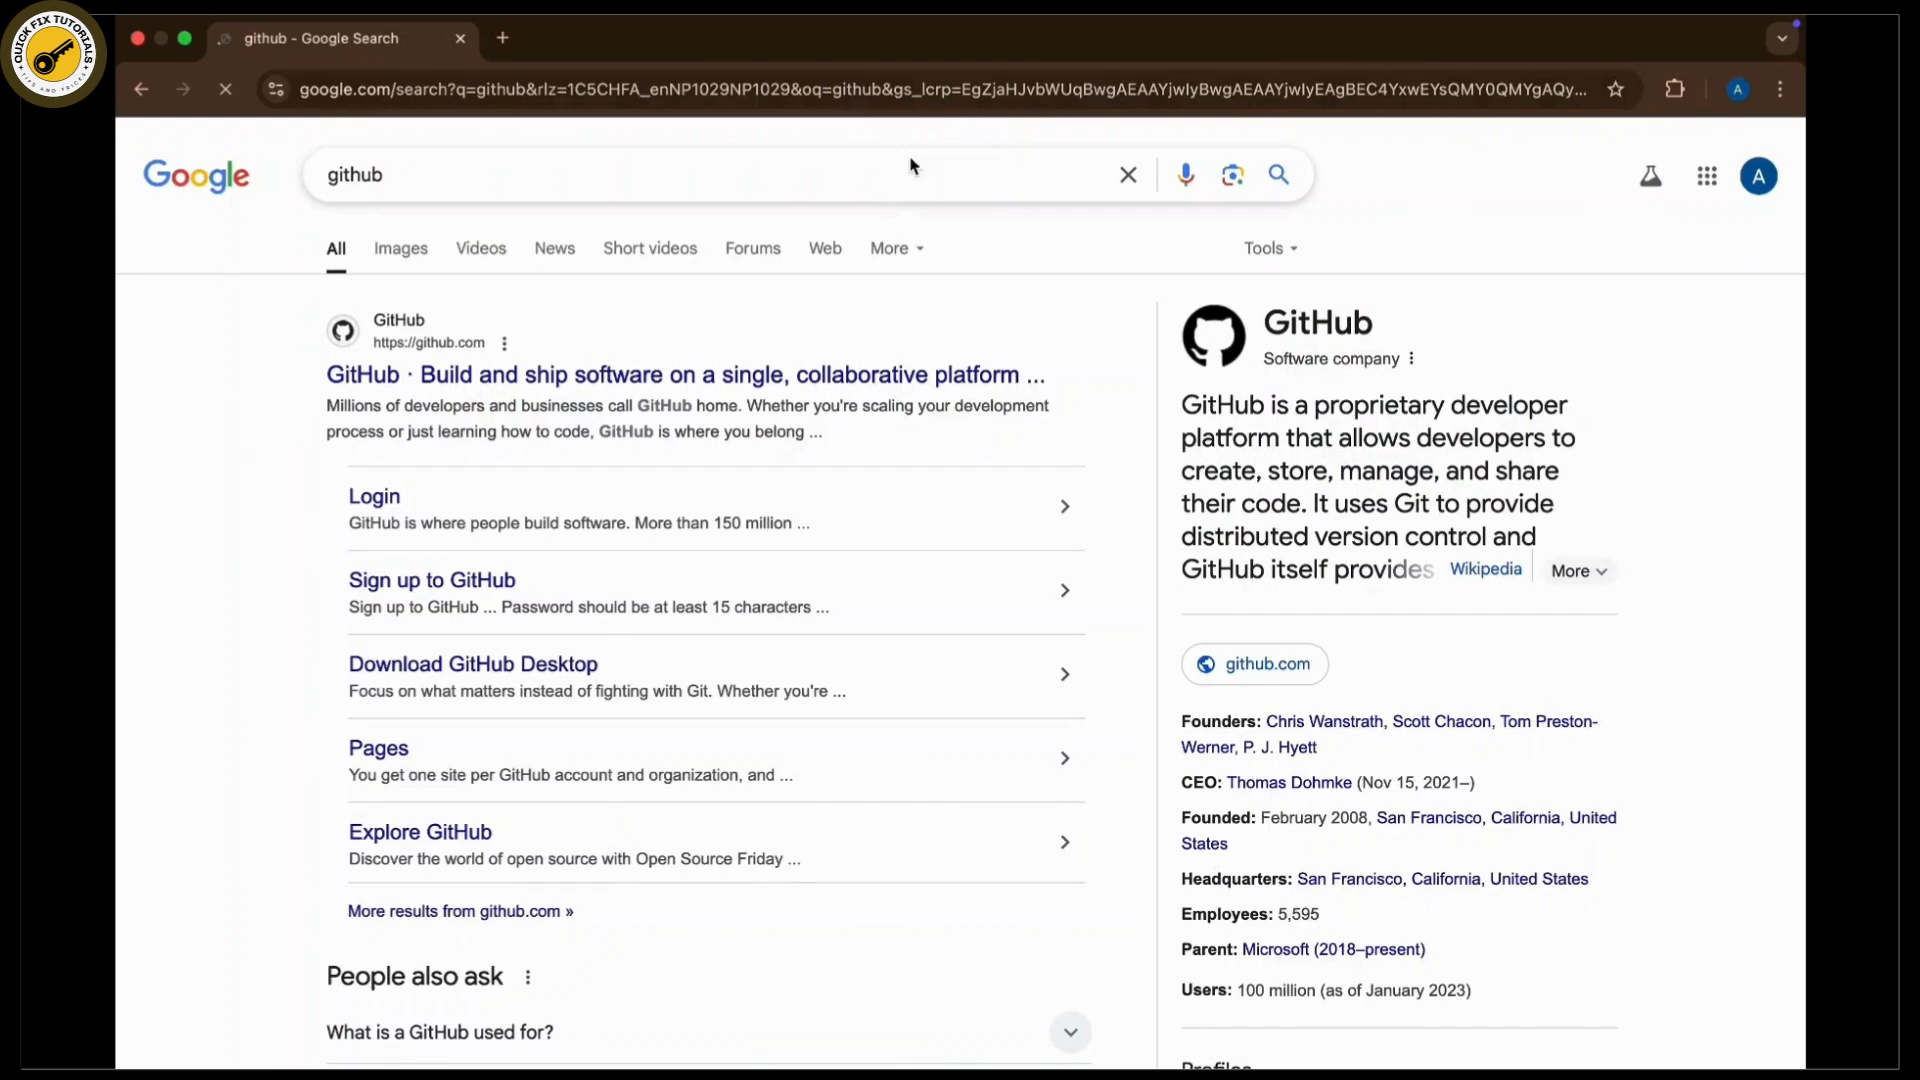 QUICK FIX TUTORIALS
TIPS AND TRICKS
github - Google Search
google.com/search?q=github&rlz=1C5CHFA_enNP1029NP1029&oq=github&gs_lcrp=EgZjaHJvbWUqBwgAEAAYjwIyBwgAEAAYjwIyEAgBEC4YxwEYsQMY0QMYgAQy...
A
Google
github
A
All Images Videos News Short videos Forums Web More Tools
GitHub
https://github.com
GitHub · Build and ship software on a single, collaborative platform ...
Millions of developers and businesses call GitHub home. Whether you're scaling your development
process or just learning how to code, GitHub is where you belong ...
Login
GitHub is where people build software. More than 150 million ...
Sign up to GitHub
Sign up to GitHub ... Password should be at least 15 characters ...
Download GitHub Desktop
Focus on what matters instead of fighting with Git. Whether you're ...
Pages
You get one site per GitHub account and organization, and ...
Explore GitHub
Discover the world of open source with Open Source Friday ...
More results from github.com »
People also ask
What is a GitHub used for?
GitHub
Software company
GitHub is a proprietary developer
platform that allows developers to
create, store, manage, and share
their code. It uses Git to provide
distributed version control and
GitHub itself provides Wikipedia More
github.com
Founders: Chris Wanstrath, Scott Chacon, Tom Preston-
Werner, P. J. Hyett
CEO: Thomas Dohmke (Nov 15, 2021–)
Founded: February 2008, San Francisco, California, United
States
Headquarters: San Francisco, California, United States
Employees: 5,595
Parent: Microsoft (2018–present)
Users: 100 million (as of January 2023)
Profiles